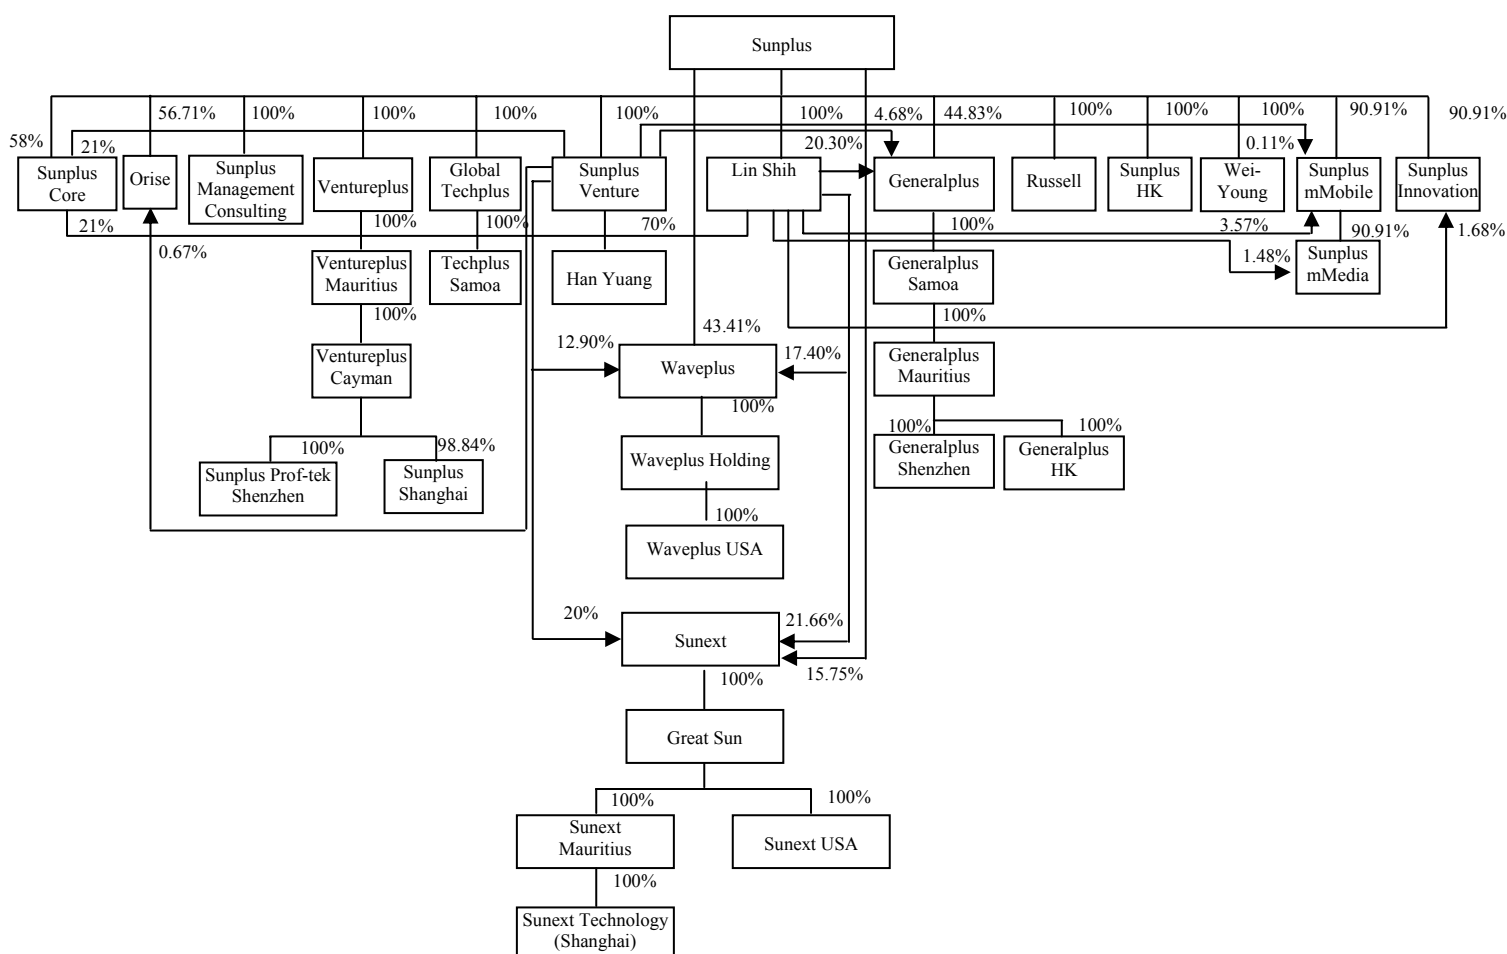 Sunplus
56.71%
100%
100%
100%
100%
100%
4.68%
44.83%
100%
100%
100%
90.91%
90.91%
58%
21%
20.30%
0.11%
Sunplus
Core
Orise
Sunplus
Management
Consulting
Ventureplus
Global
Techplus
Sunplus
Venture
Lin Shih
Generalplus
Russell
Sunplus
HK
Wei-
Young
Sunplus
mMobile
Sunplus
Innovation
21%
0.67%
100%
100%
70%
100%
3.57%
90.91%
1.68%
Ventureplus
Mauritius
Techplus
Samoa
Han Yuang
Generalplus
Samoa
1.48%
Sunplus
mMedia
100%
43.41%
100%
12.90%
17.40%
Ventureplus
Cayman
Waveplus
Generalplus
Mauritius
100%
100%
98.84%
100%
100%
Sunplus Prof-tek
Shenzhen
Sunplus
Shanghai
Waveplus Holding
Generalplus
Shenzhen
Generalplus
HK
100%
Waveplus USA
20%
21.66%
Sunext
15.75%
100%
Great Sun
100%
100%
Sunext
Mauritius
Sunext USA
100%
Sunext Technology
(Shanghai)